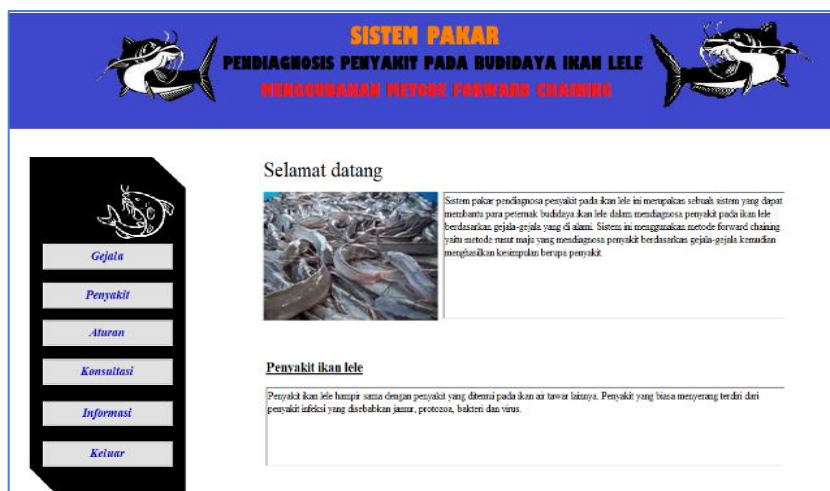 SISTEM PAKAR
PENDIAGNOSIS PENYAKIT PADA BUDIDAYA IKAN LELE
MENGGUNAKAN METODE FORWARD CHAINING
Selamat datang
Sistem pakar pendiagnosa penyakit pada ikan lele ini merupakan sebuah sistem yang dapat
membantu para peternak budidaya ikan lele dalam mendiagnosa penyakit pada ikan lele
berdasarkan gejala-gejala yang di alami. Sistem ini menggunakan metode forward chaining
yaitu metode runut maju yang mendiagnosa penyakit berdasarkan gejala-gejala kemudian
menghasilkan kesimpulan berupa penyakit.
Gejala
Penyakit
Aturan
Konsultasi
Informasi
Keluar
Penyakit ikan lele
Penyakit ikan lele hampir sama dengan penyakit yang ditemui pada ikan air tawar lainnya. Penyakit yang biasa menyerang terdiri dari
penyakit infeksi yang disebabkan jamur, protozoa, bakteri dan virus.